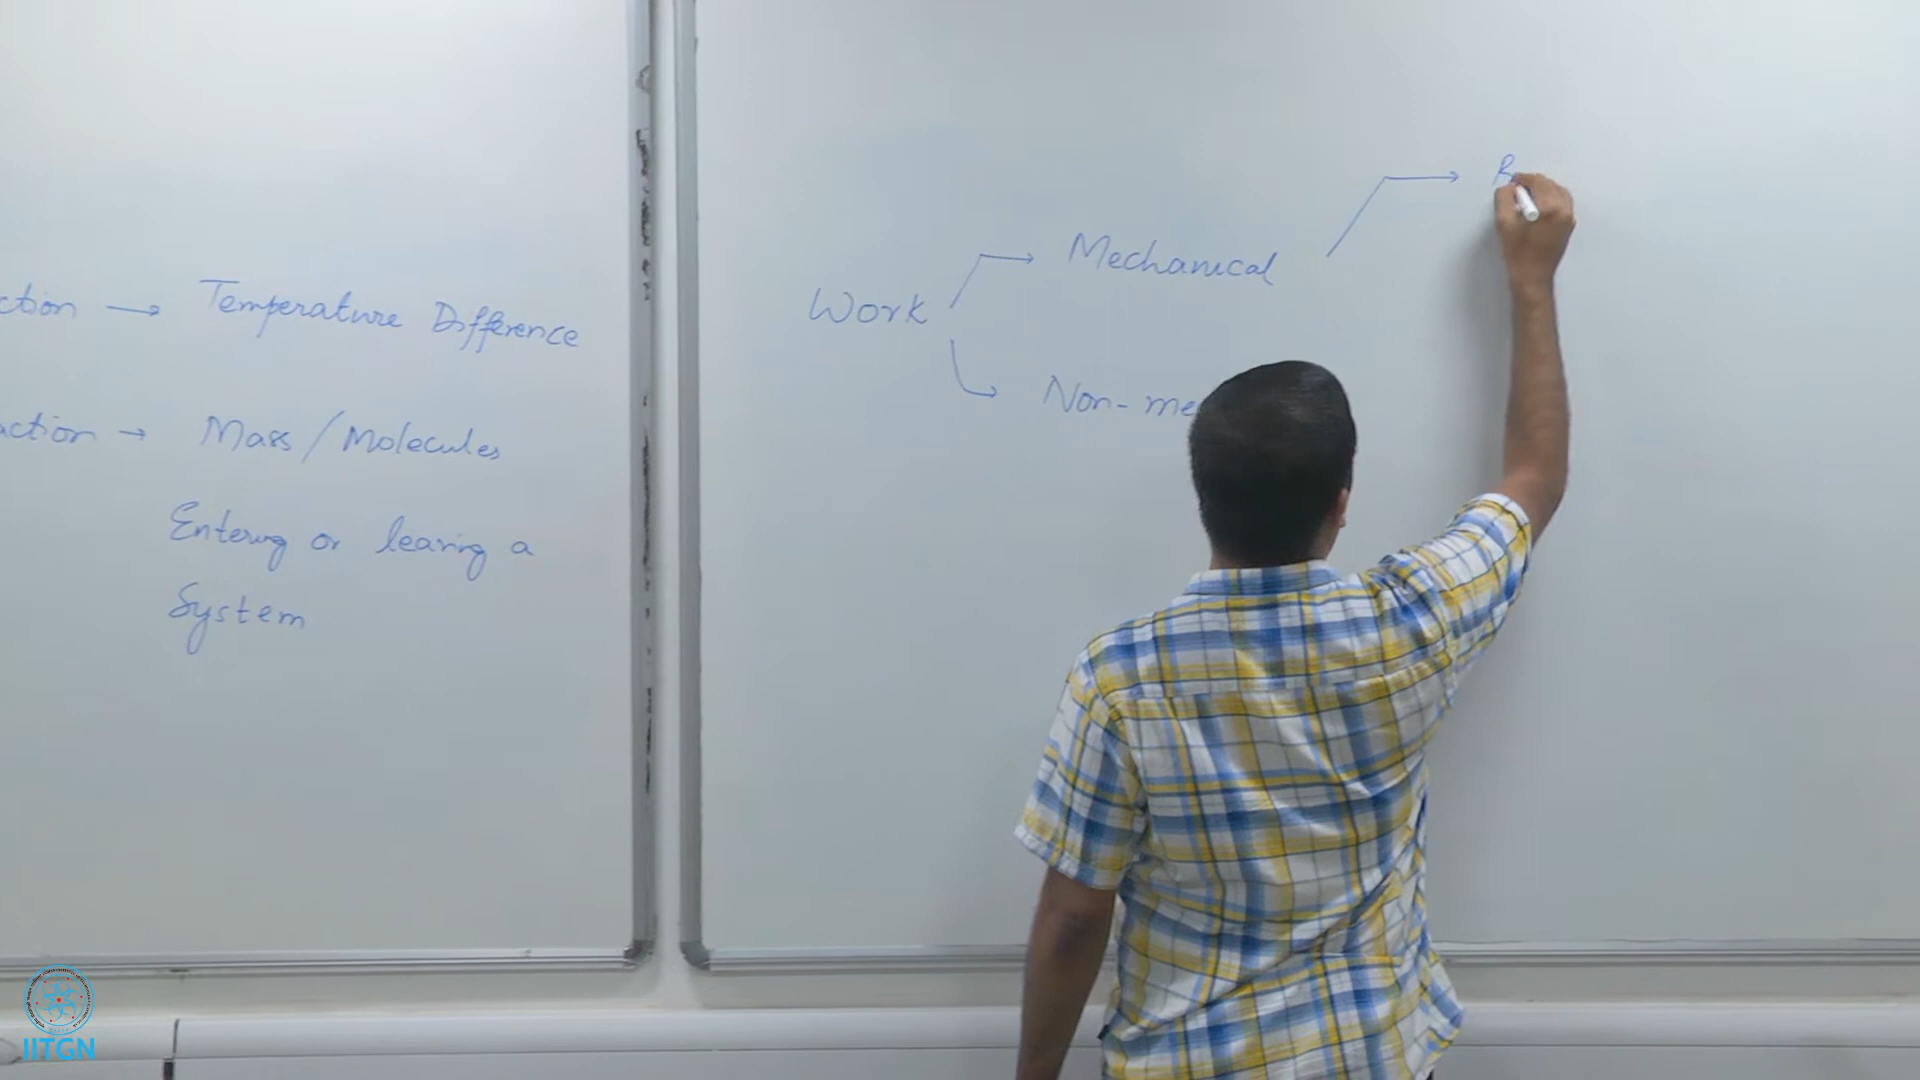 ction → Temperature Difference
action → Mass / Molecules
Entering or leaving a
System
Work
Mechanical
Non-me
IITGN